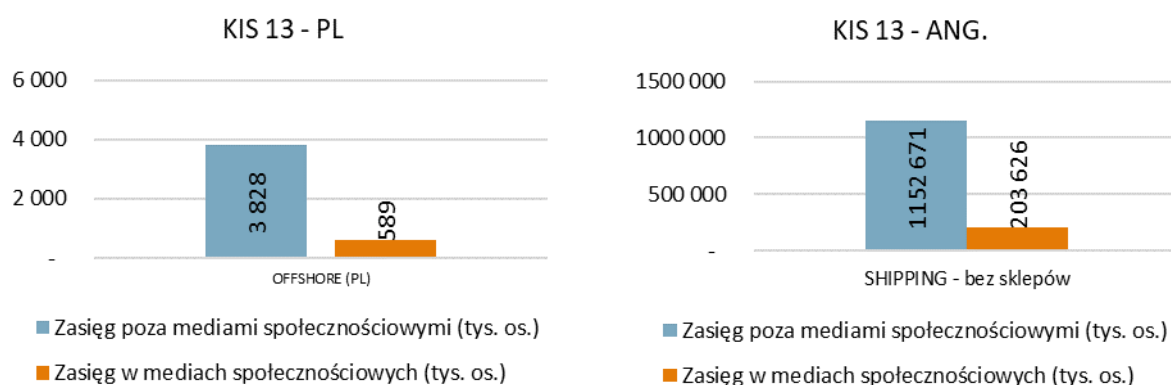 KIS 13 - PL
6 000
4 000
2 000
-
3 828
589
OFFSHORE (PL)
Zasięg poza mediami społecznościowymi (tys. os.)
Zasięg w mediach społecznościowych (tys. os.)
KIS 13 - ANG.
1500 000
1000 000
500 000
-
1152 671
203 626
SHIPPING - bez sklepów
Zasięg poza mediami społecznościowymi (tys. os.)
Zasięg w mediach społecznościowych (tys. os.)